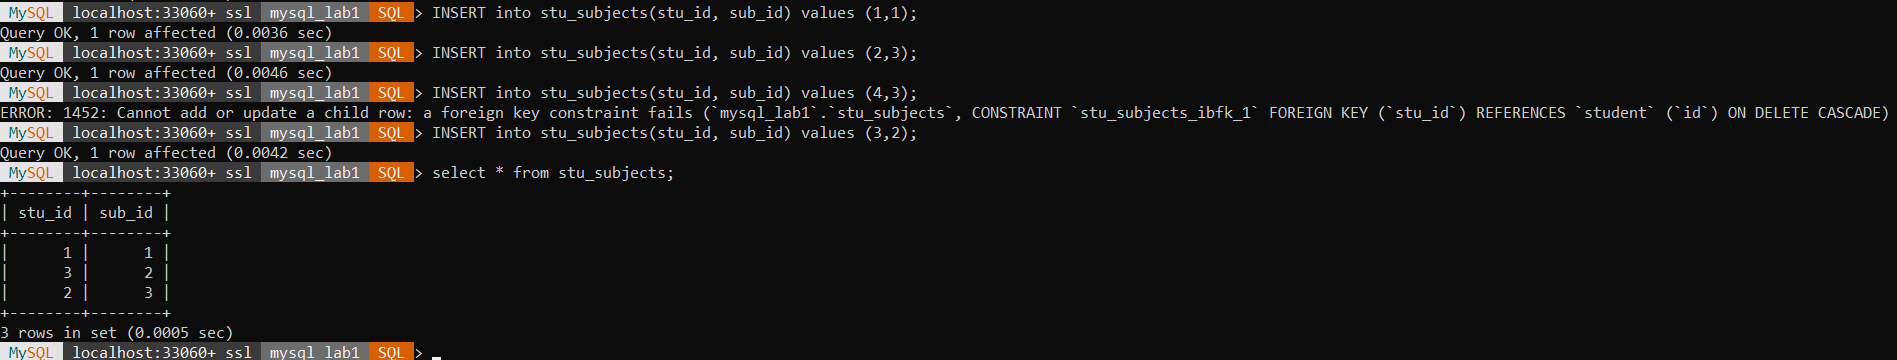 MySQL localhost:33060+ ssl mysql_lab1 SQL > INSERT into stu_subjects(stu_id, sub_id) values (1,1);
Query OK, 1 row affected (0.0036 sec)
MySQL localhost:33060+ ssl mysql_lab1 SQL > INSERT into stu_subjects(stu_id, sub_id) values (2,3);
Query OK, 1 row affected (0.0046 sec)
MySQL localhost:33060+ ssl mysql_lab1 SQL > INSERT into stu_subjects(stu_id, sub_id) values (4,3);
ERROR: 1452: Cannot add or update a child row: a foreign key constraint fails (`mysql_lab1`.`stu_subjects`, CONSTRAINT `stu_subjects_ibfk_1` FOREIGN KEY (`stu_id`) REFERENCES `student` (`id`) ON DELETE CASCADE)
MySQL localhost:33060+ ssl mysql_lab1 SQL > INSERT into stu_subjects(stu_id, sub_id) values (3,2);
Query OK, 1 row affected (0.0042 sec)
MySQL localhost:33060+ ssl mysql_lab1 SQL > select * from stu_subjects;
+--------+--------+
| stu_id | sub_id |
+--------+--------+
|      1 |      1 |
|      3 |      2 |
|      2 |      3 |
+--------+--------+
3 rows in set (0.0005 sec)
MySQL localhost:33060+ ssl mysql_lab1 SQL > _